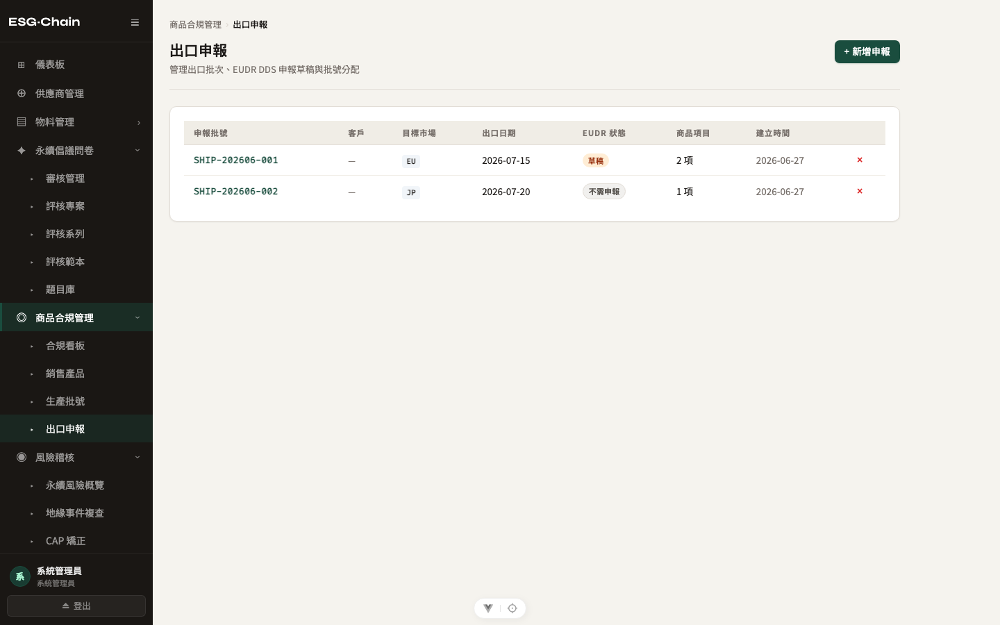 ESG·Chain
儀表板
供應商管理
物料管理
永續倡議問卷
審核管理
評核專案
評核系列
評核範本
題目庫
商品合規管理
合規看板
銷售產品
生產批號
出口申報
風險稽核
永續風險概覽
地緣事件複查
CAP 矯正
系
系統管理員
系統管理員
登出
商品合規管理 › 出口申報
出口申報
管理出口批次、EUDR DDS 申報草稿與批號分配
+ 新增申報
申報批號 客戶 目標市場 出口日期 EUDR 狀態 商品項目 建立時間
SHIP-202606-001 — EU 2026-07-15 草稿 2 項 2026-06-27 ×
SHIP-202606-002 — JP 2026-07-20 不需申報 1 項 2026-06-27 ×